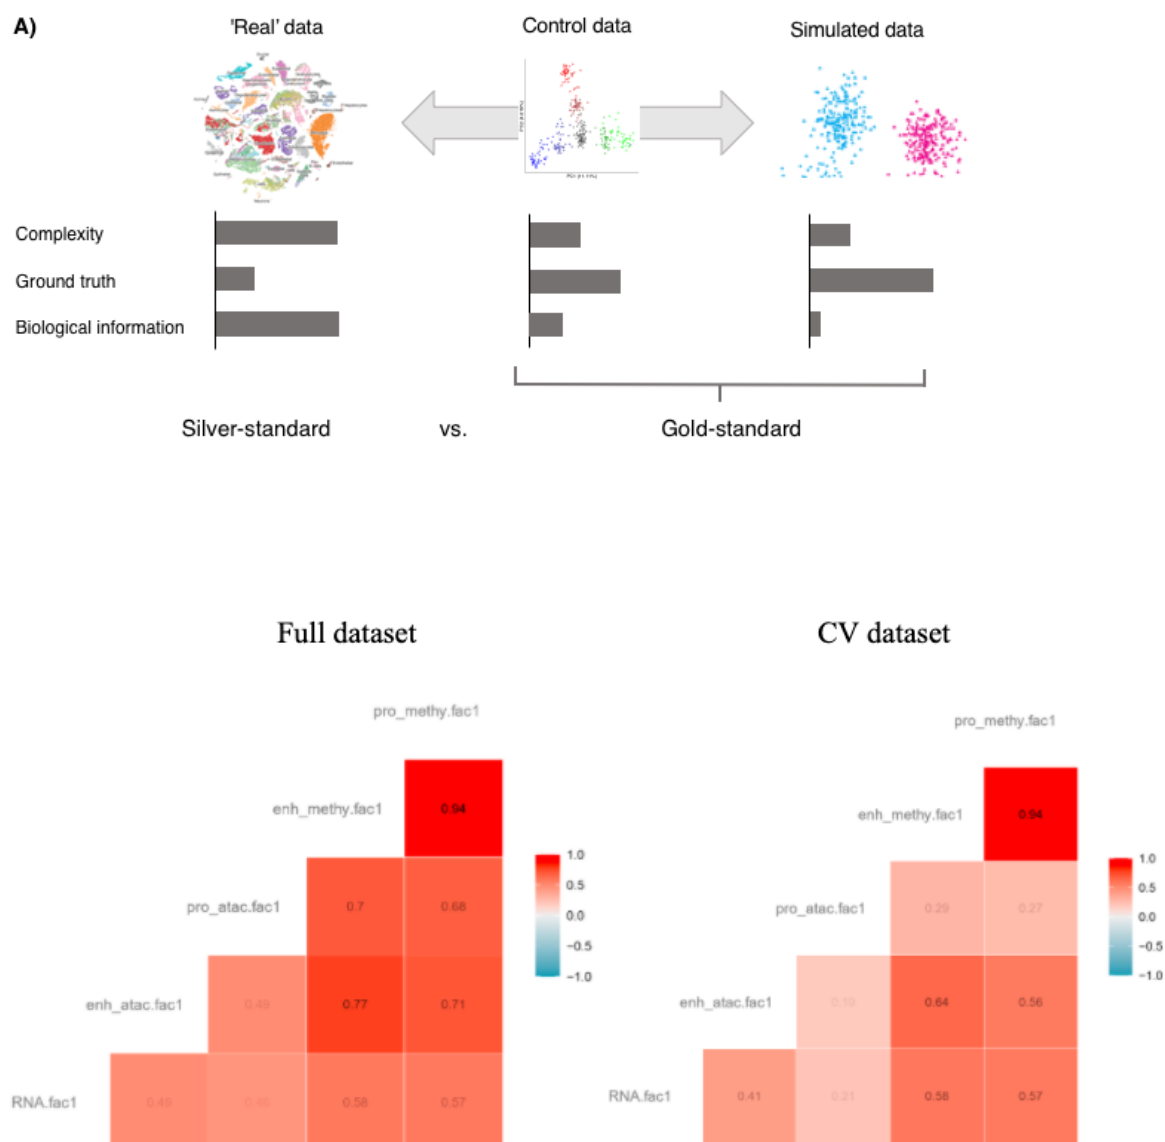 A)
'Real' data
Control data
Simulated data
Complexity
Ground truth
Biological information
Silver-standard
vs.
Gold-standard
Full dataset
CV dataset
pro_methy.fac1
enh_methy.fac1
0.94
pro_atac.fac1
0.7
0.68
enh_atac.fac1
0.49
0.77
0.71
RNA.fac1
0.49
0.58
0.57
1.0
0.5
0.0
−0.5
−1.0
pro_methy.fac1
enh_methy.fac1
0.94
pro_atac.fac1
0.29
0.27
enh_atac.fac1
0.19
0.64
0.56
RNA.fac1
0.41
0.21
0.58
0.57
1.0
0.5
0.0
−0.5
−1.0